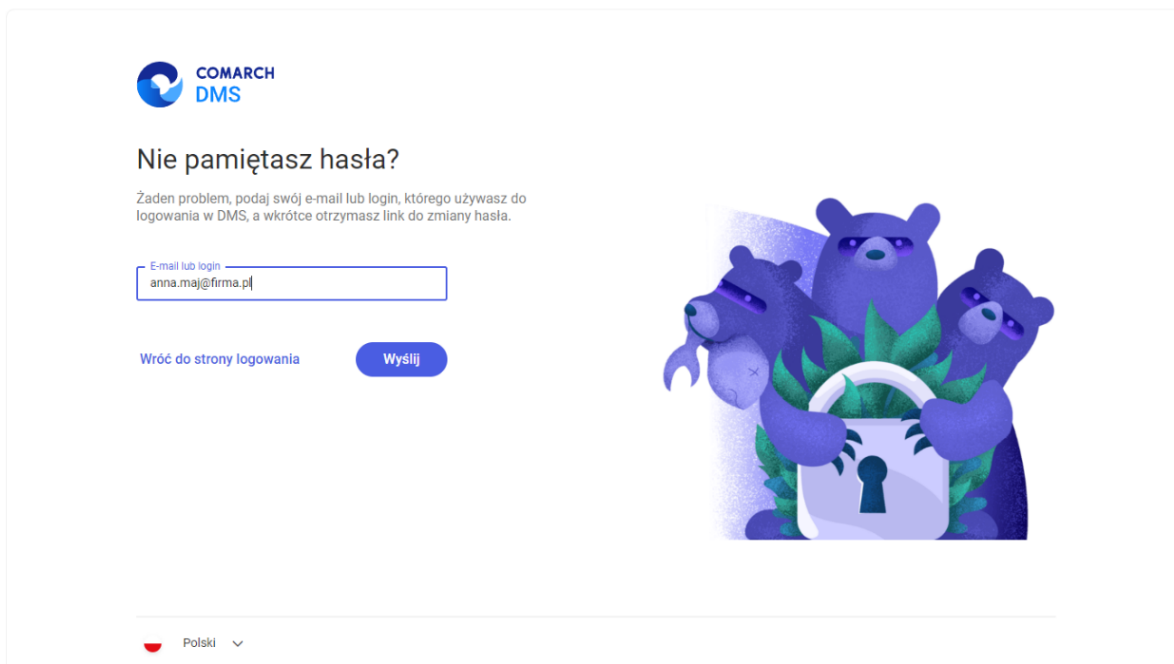 COMARCH
DMS
Nie pamiętasz hasła?
Żaden problem, podaj swój e-mail lub login, którego używasz do
logowania w DMS, a wkrótce otrzymasz link do zmiany hasła.
E-mail lub login
anna.maj@firma.pl
Wróć do strony logowania
Wyślij
Polski